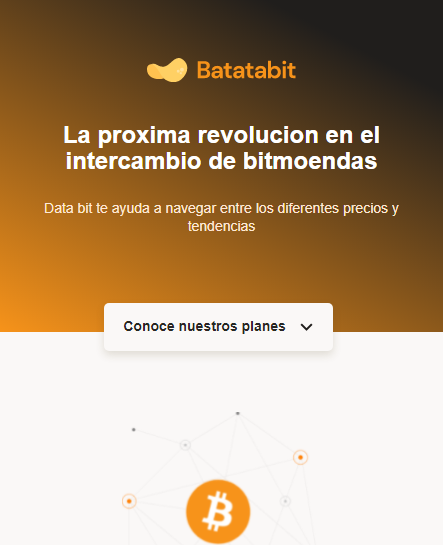 Batatabit
La proxima revolucion en el
intercambio de bitmoendas
Data bit te ayuda a navegar entre los diferentes precios y
tendencias
Conoce nuestros planes